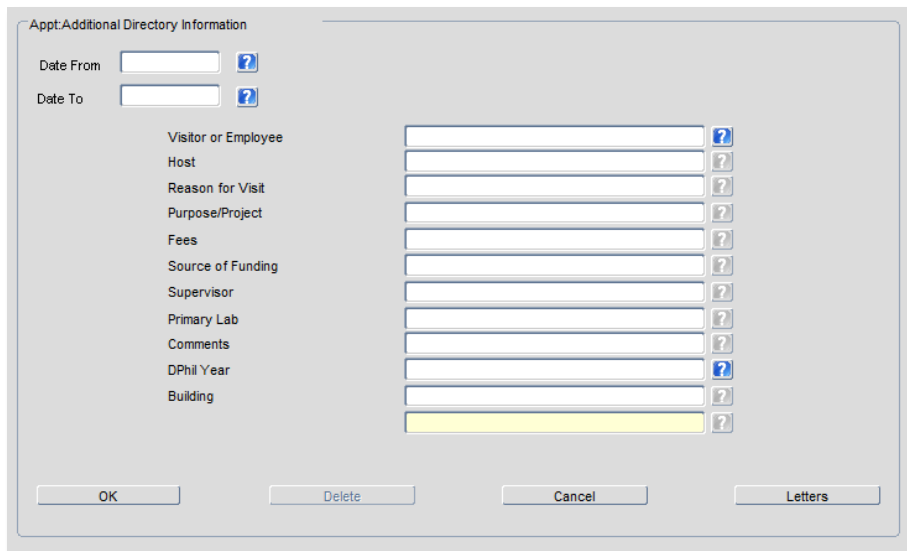 Appt:Additional Directory Information
Date From ?
Date To ?
Visitor or Employee ?
Host ?
Reason for Visit ?
Purpose/Project ?
Fees ?
Source of Funding ?
Supervisor ?
Primary Lab ?
Comments ?
DPhil Year ?
Building ?
?
OK Delete Cancel Letters